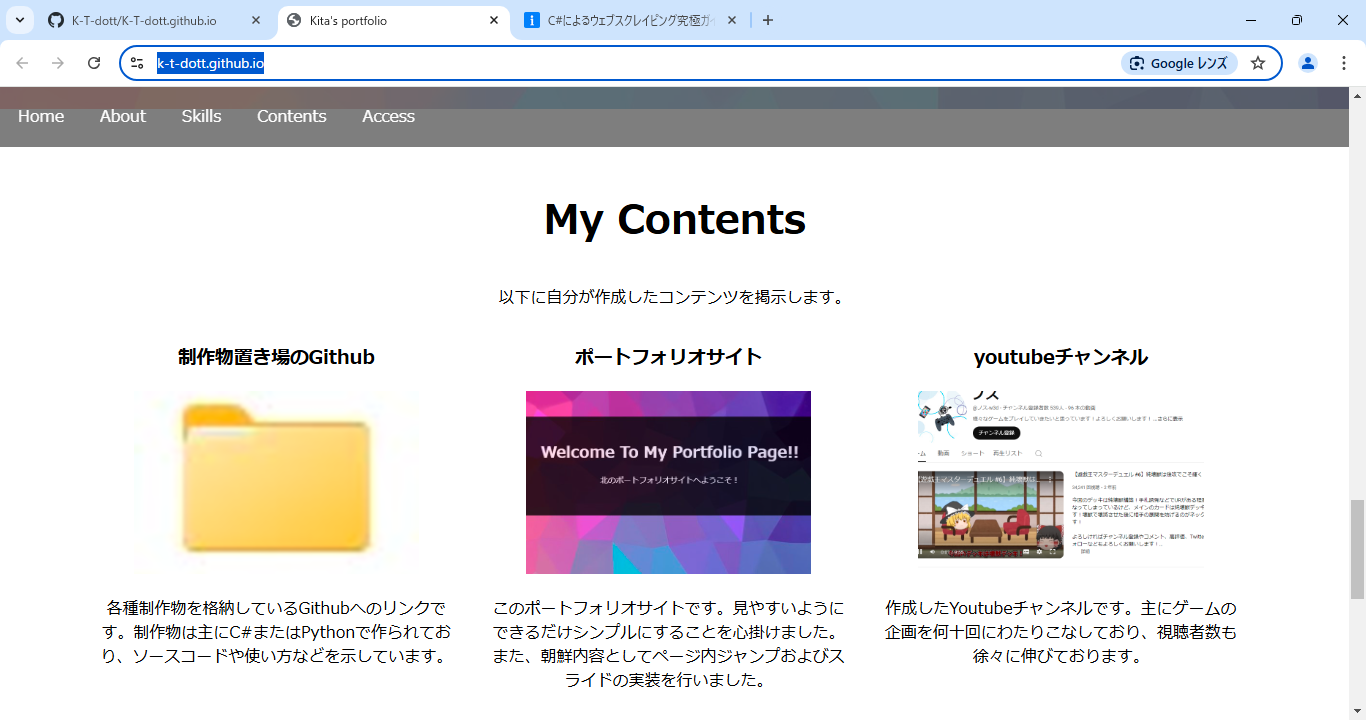 K-T-dott/K-T-dott.github.io
Kita's portfolio
C#によるウェブスクレイピング究極ガイ
k-t-dott.github.io
Google レンズ
Home About Skills Contents Access
My Contents
以下に自分が作成したコンテンツを掲示します。
制作物置き場のGithub
各種制作物を格納しているGithubへのリンクで
す。制作物は主にC#またはPythonで作られてお
り、ソースコードや使い方などを示しています。
ポートフォリオサイト
Welcome To My Portfolio Page!!
北のポートフォリオサイトへようこそ！
このポートフォリオサイトです。見やすいように
できるだけシンプルにすることを心掛けました。
また、朝鮮内容としてページ内ジャンプおよびス
ライドの実装を行いました。
youtubeチャンネル
チャンネル登録
動画 ショート 再生リスト
作成したYoutubeチャンネルです。主にゲームの
企画を何十回にわたりこなしており、視聴者数も
徐々に伸びております。